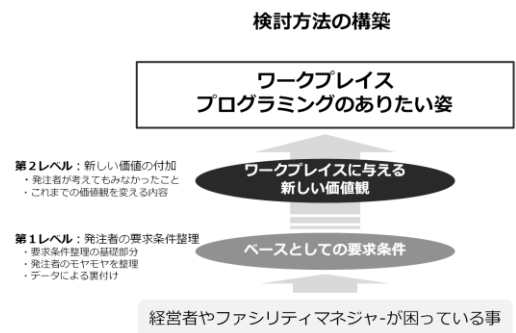 検討方法の構築
ワークプレイス
プログラミングのありたい姿
第2レベル：新しい価値の付加
・発注者が考えてもみなかったこと
・これまでの価値観を変える内容
ワークプレイスに与える
新しい価値観
第1レベル：発注者の要求条件整理
・要求条件整理の基礎部分
・発注者のモヤモヤを整理
・データによる裏付け
ベースとしての要求条件
経営者やファシリティマネジャｰが困っている事